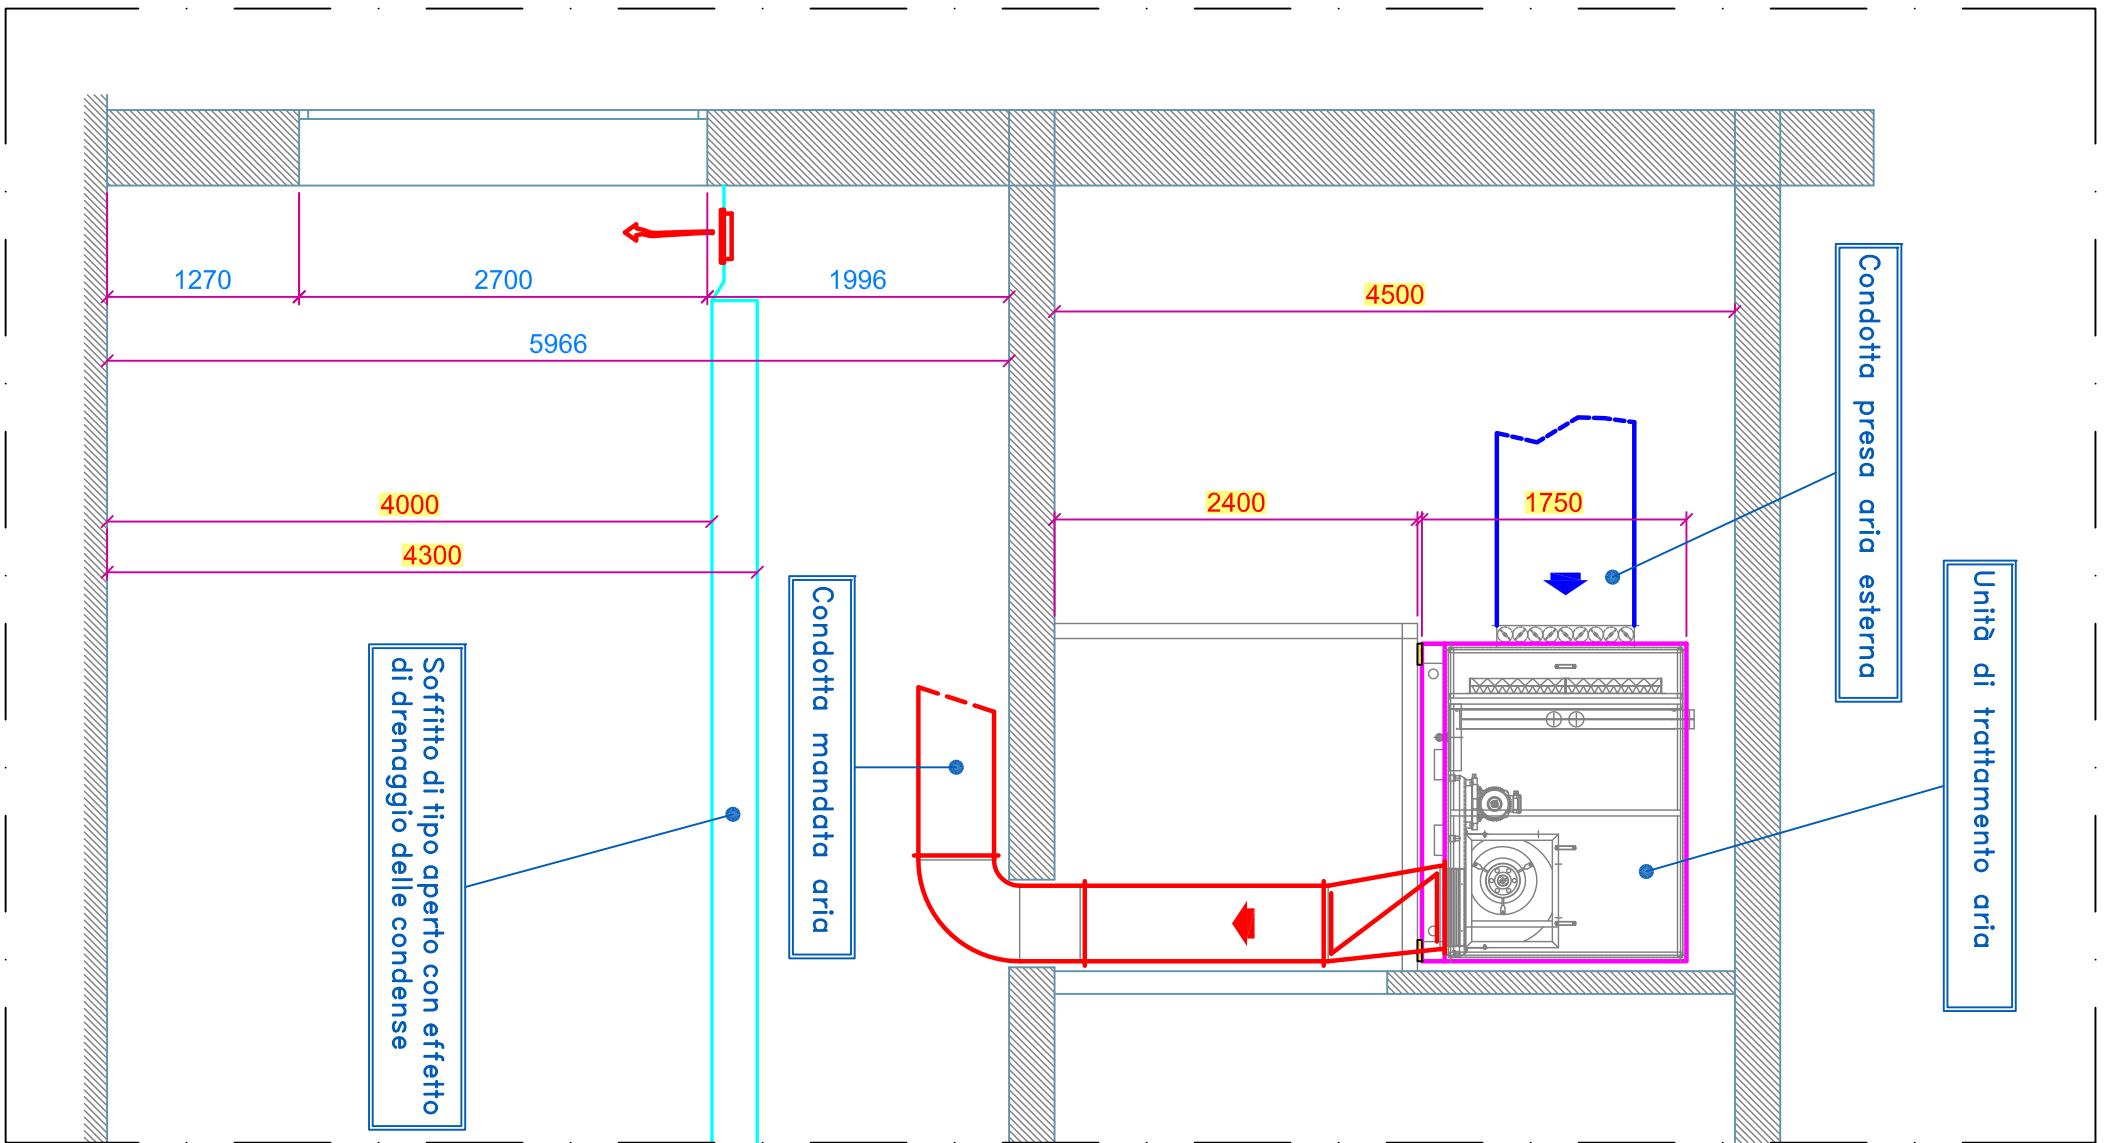 1270
2700
1996
5966
4500
4000
4300
2400
1750
Condotta presa aria esterna
Unità di trattamento aria
Condotta mandata aria
Soffitto di tipo aperto con effetto
di drenaggio delle condense